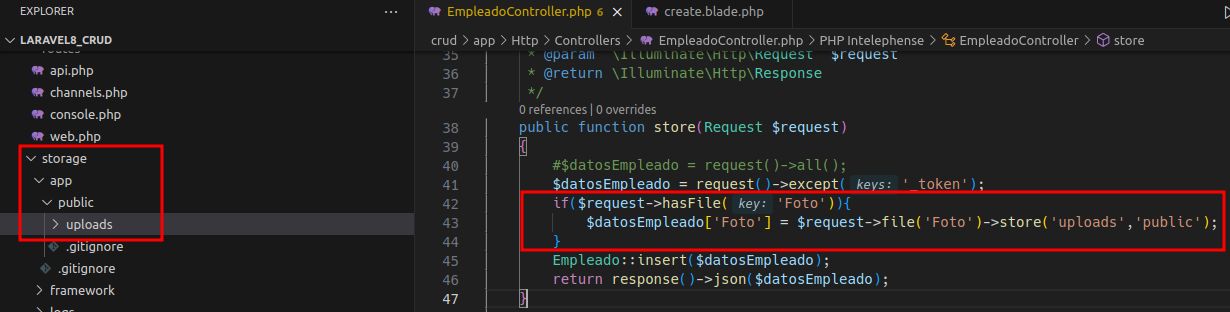 EXPLORER ...
LARAVEL8_CRUD
routes
api.php
channels.php
console.php
web.php
storage
app
public
uploads
.gitignore
.gitignore
framework
logs
EmpleadoController.php 6 × create.blade.php
crud > app > Http > Controllers > EmpleadoController.php > PHP Intelephense > EmpleadoController > store
35 * @param \Illuminate\Http\Request $request
36 * @return \Illuminate\Http\Response
37 */
0 references | 0 overrides
38 public function store(Request $request)
39 {
40 #$datosEmpleado = request()->all();
41 $datosEmpleado = request()->except( keys: '_token');
42 if($request->hasFile( key: 'Foto')){
43 $datosEmpleado['Foto'] = $request->file('Foto')->store('uploads','public');
44 }
45 Empleado::insert($datosEmpleado);
46 return response()->json($datosEmpleado);
47 }